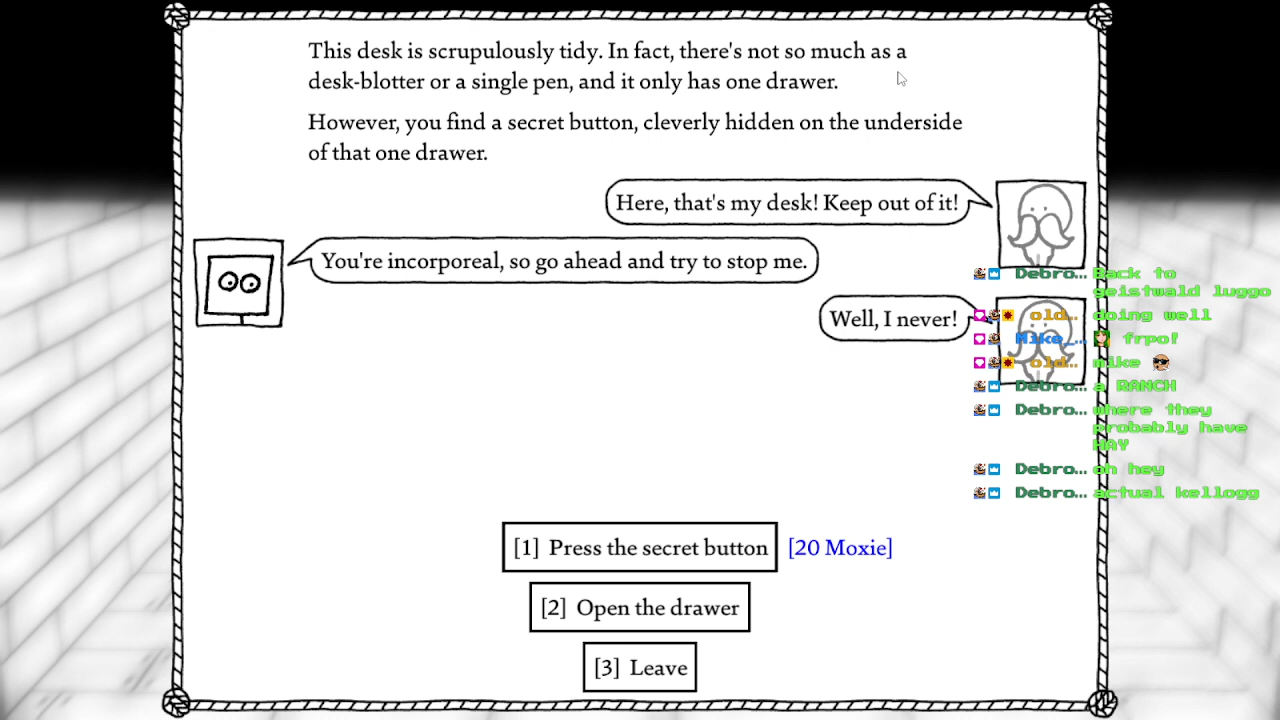 This desk is scrupulously tidy. In fact, there's not so much as a
desk-blotter or a single pen, and it only has one drawer.
However, you find a secret button, cleverly hidden on the underside
of that one drawer.
Here, that's my desk! Keep out of it!
You're incorporeal, so go ahead and try to stop me.
Well, I never!
Debro... Back to
geistwald luggo
old... doing well
Mike_... frpo!
old... mike
Debro... a RANCH
Debro... where they
probably have
HAY
Debro... oh hey
Debro... actual kellogg
[1] Press the secret button [20 Moxie]
[2] Open the drawer
[3] Leave